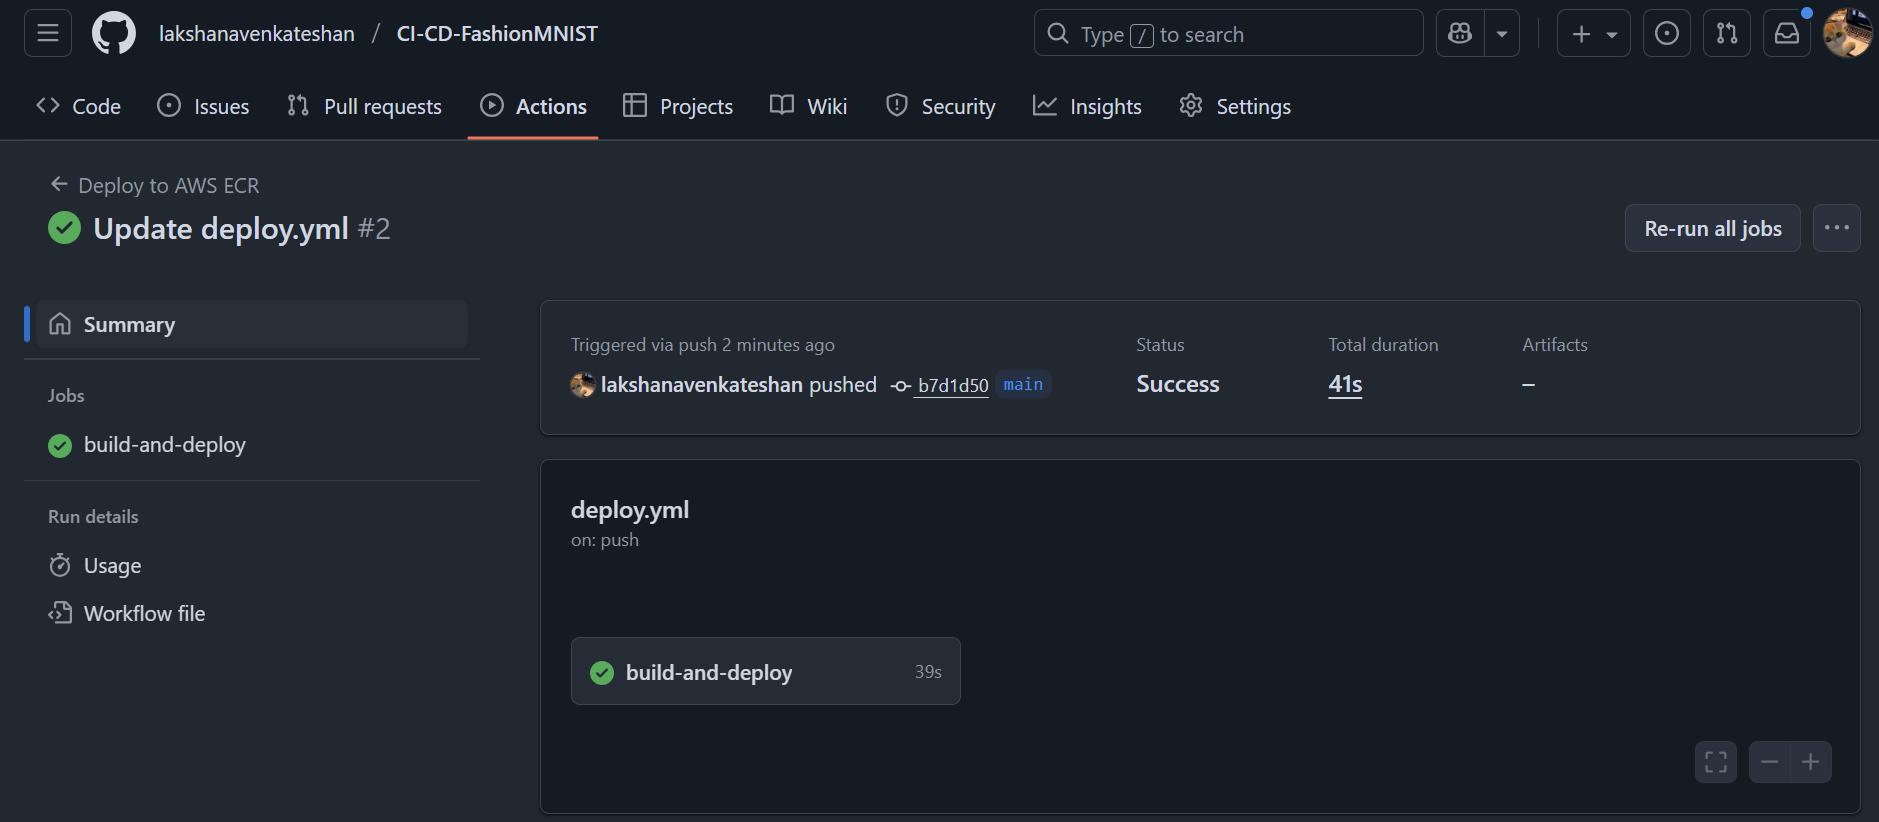 lakshanavenkateshan / CI-CD-FashionMNIST
Type / to search
Code Issues Pull requests Actions Projects Wiki Security Insights Settings
Deploy to AWS ECR
Update deploy.yml #2
Re-run all jobs
Summary
Jobs
build-and-deploy
Run details
Usage
Workflow file
Triggered via push 2 minutes ago
lakshanavenkateshan pushed b7d1d50 main
Status
Success
Total duration
41s
Artifacts
–
deploy.yml
on: push
build-and-deploy 39s